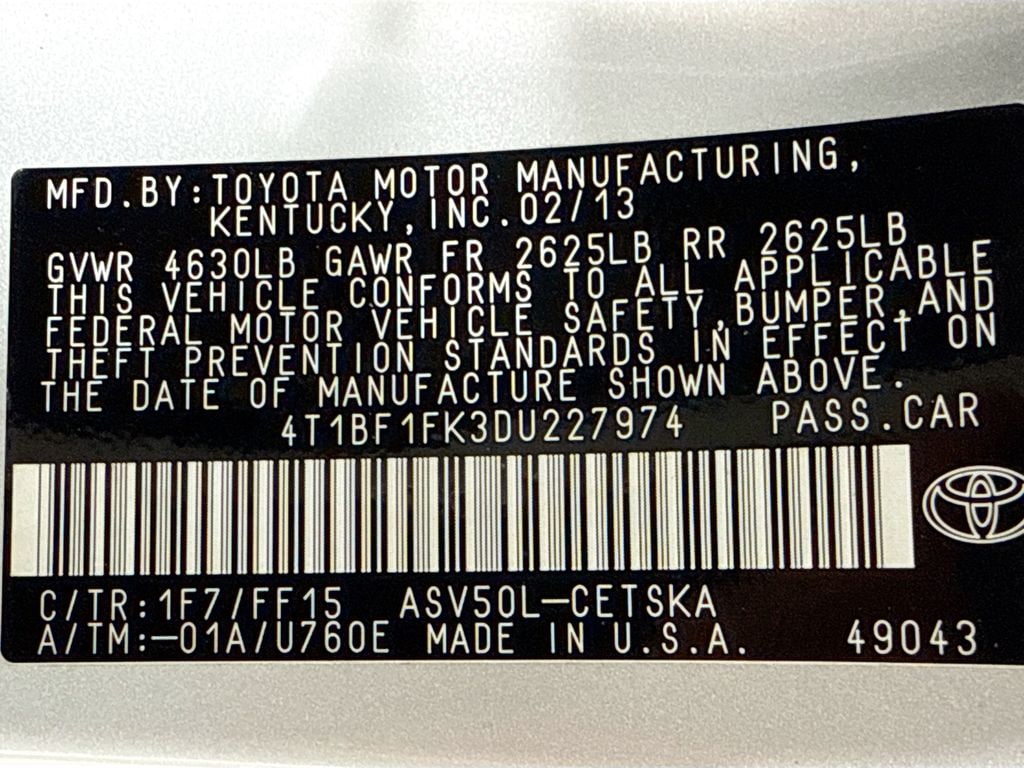 MFD.BY:TOYOTA MOTOR MANUFACTURING,
KENTUCKY,INC.02/13
GVWR 4630LB GAWR FR 2625LB RR 2625LB
THIS VEHICLE CONFORMS TO ALL APPLICABLE
FEDERAL MOTOR VEHICLE SAFETY,BUMPER,AND
THEFT PREVENTION STANDARDS IN EFFECT ON
THE DATE OF MANUFACTURE SHOWN ABOVE.
4T1BF1FK3DU227974 PASS.CAR
C/TR:1F7/FF15 ASV50L-CETSKA
A/TM:-01A/U760E MADE IN U.S.A. 49043